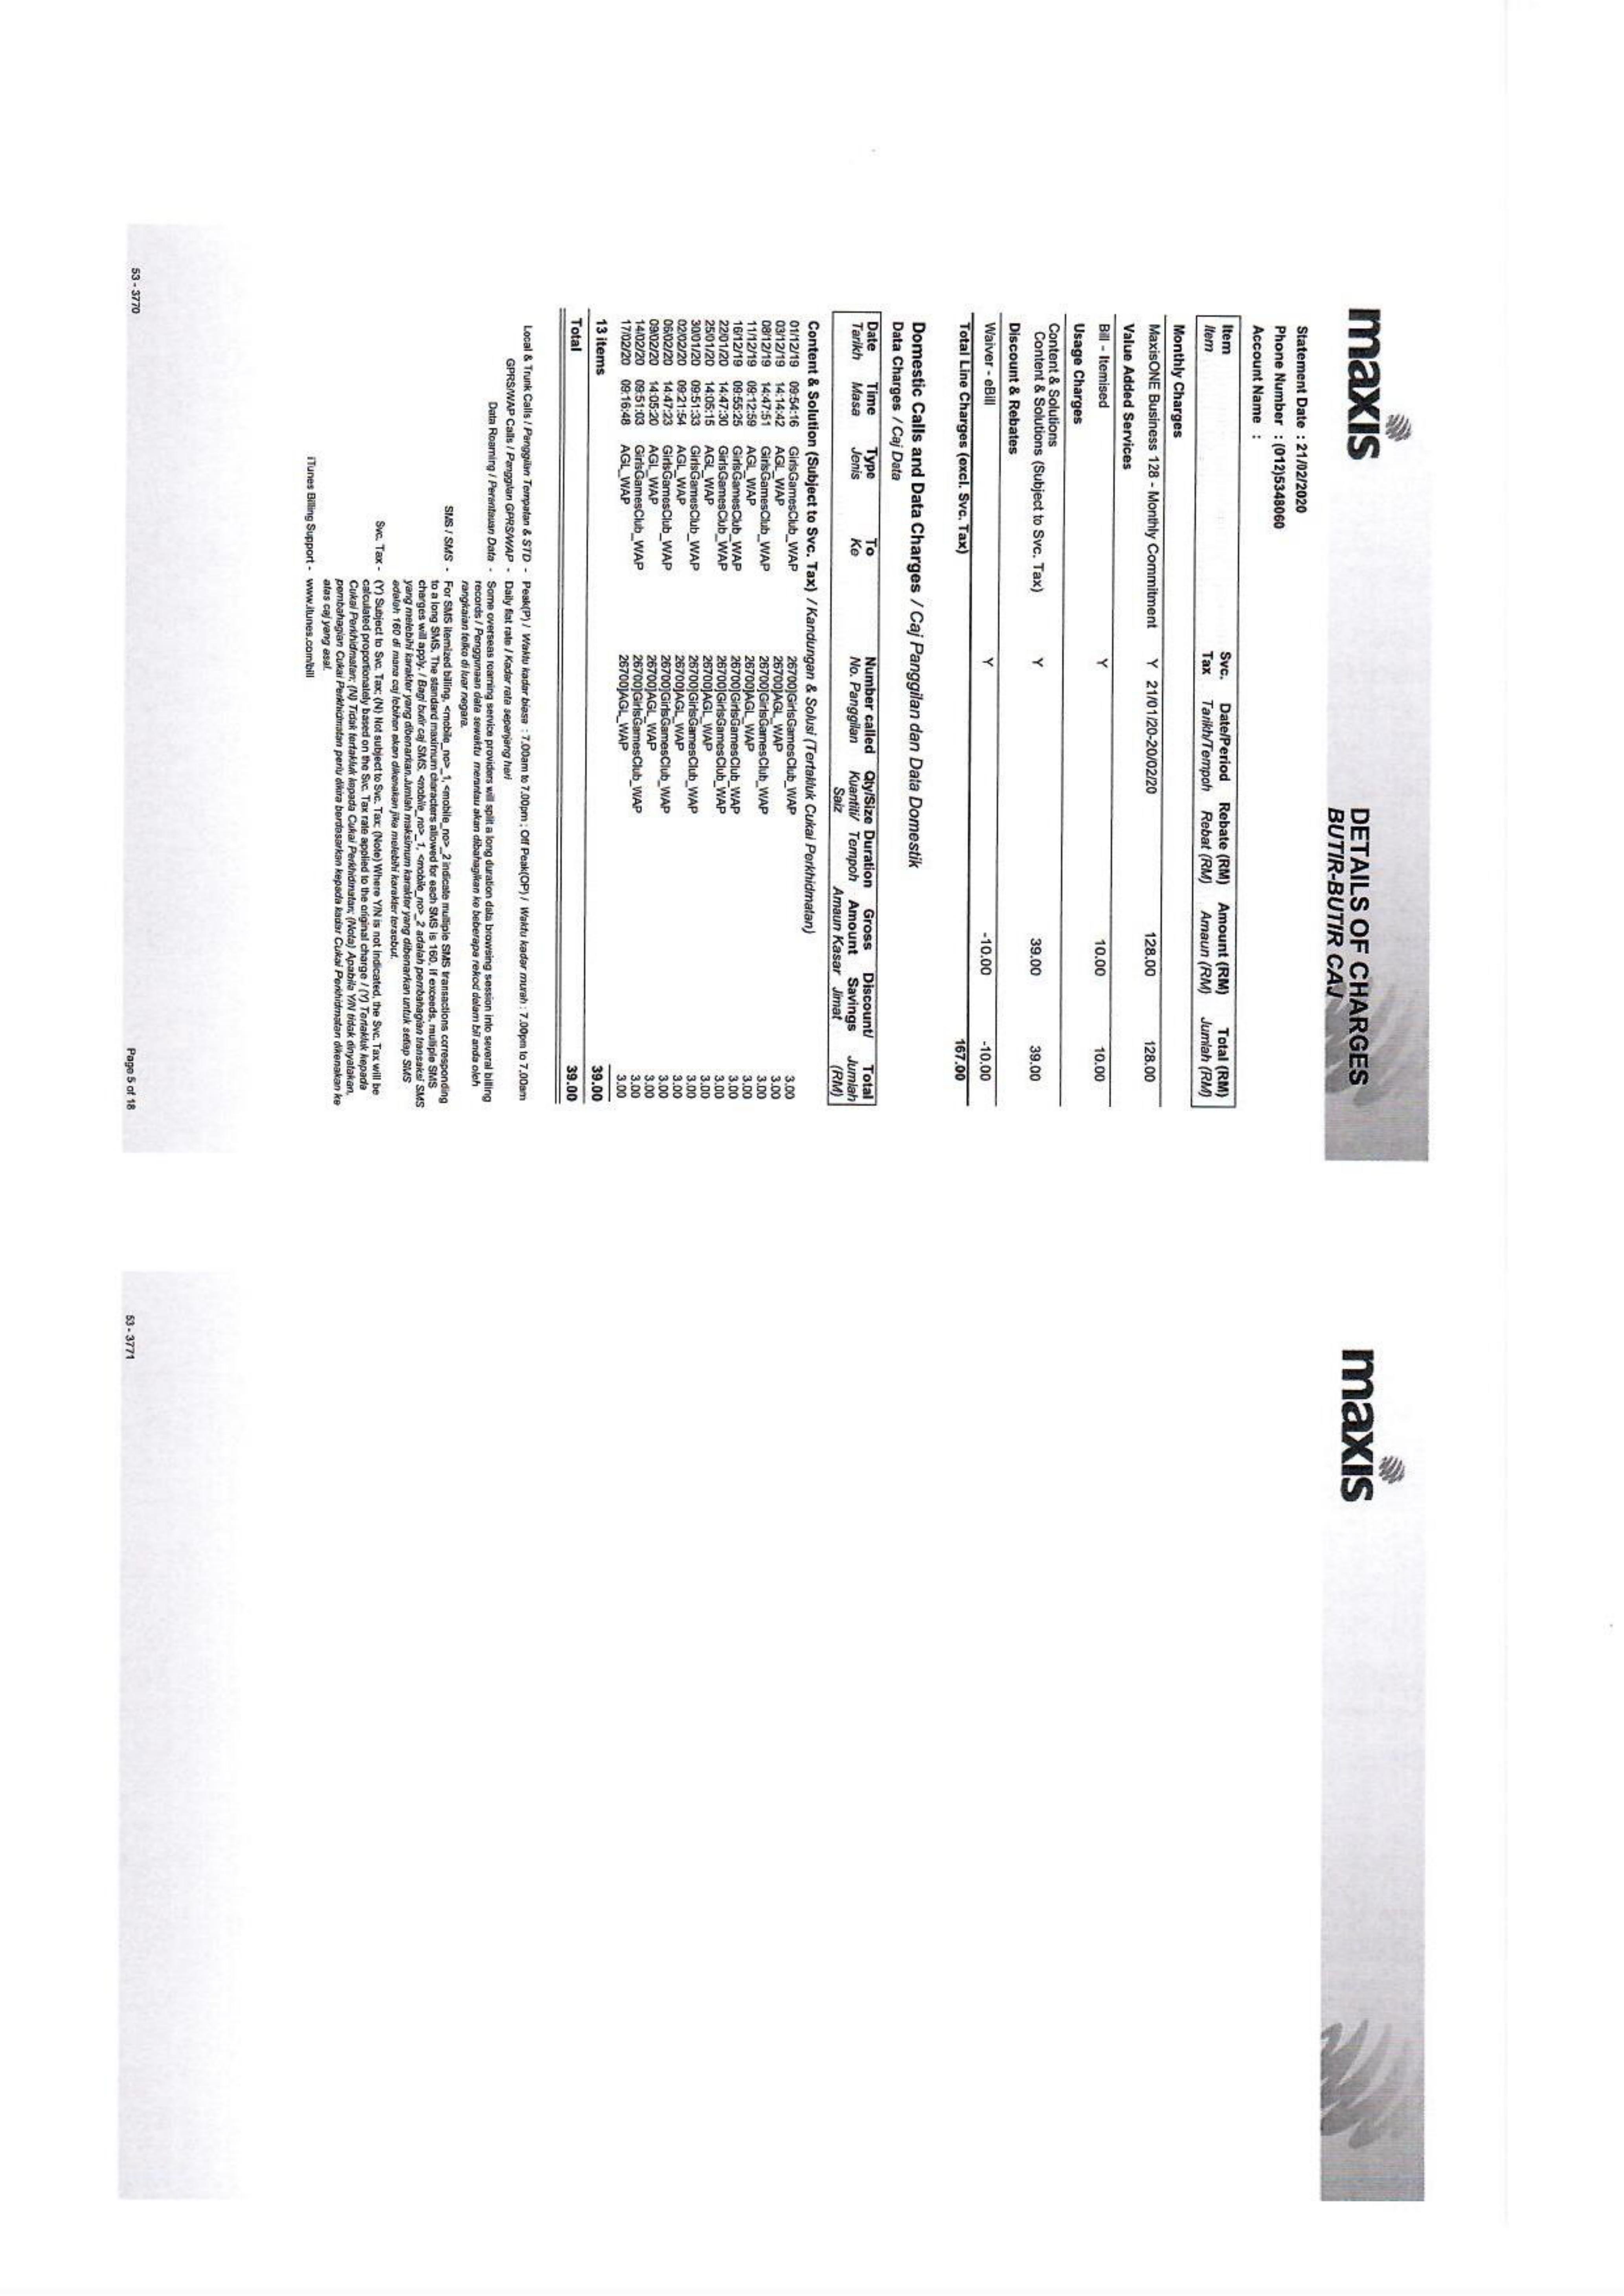 maxis
DETAILS OF CHARGES
BUTIR-BUTIR CAJ
Statement Date : 21/02/2020
Phone Number : (012)5348060
Account Name :
Item Svc. Date/Period Rebate (RM) Amount (RM) Total (RM)
Item Tax Tarikh/Tempoh Rebat (RM) Amaun (RM) Jumlah (RM)
Monthly Charges
MaxisONE Business 128 - Monthly Commitment Y 21/01/20-20/02/20 128.00 128.00
Value Added Services
Bill - Itemised Y 10.00 10.00
Usage Charges
Content & Solutions
Content & Solutions (Subject to Svc. Tax) Y 39.00 39.00
Discount & Rebates
Waiver - eBill Y -10.00 -10.00
Total Line Charges (excl. Svc. Tax) 167.00
Domestic Calls and Data Charges / Caj Panggilan dan Data Domestik
Data Charges / Caj Data
Date Time Type To Number called Qty/Size Duration Gross Discount/ Total
Tarikh Masa Jenis Ke No. Panggilan Kuantiti/ Tempoh Amount Savings Jumlah
Saiz Amaun Kasar Jimat (RM)
Content & Solution (Subject to Svc. Tax) / Kandungan & Solusi (Tertakluk Cukai Perkhidmatan)
01/12/19 09:54:16 GirlsGamesClub_WAP 26700|GirlsGamesClub_WAP 3.00
03/12/19 14:14:42 AGL_WAP 26700|AGL_WAP 3.00
08/12/19 14:47:51 GirlsGamesClub_WAP 26700|GirlsGamesClub_WAP 3.00
11/12/19 09:12:59 AGL_WAP 26700|AGL_WAP 3.00
16/12/19 09:55:25 GirlsGamesClub_WAP 26700|GirlsGamesClub_WAP 3.00
22/01/20 14:47:30 GirlsGamesClub_WAP 26700|GirlsGamesClub_WAP 3.00
25/01/20 14:05:15 AGL_WAP 26700|AGL_WAP 3.00
30/01/20 09:51:33 GirlsGamesClub_WAP 26700|GirlsGamesClub_WAP 3.00
02/02/20 09:21:54 AGL_WAP 26700|AGL_WAP 3.00
06/02/20 14:47:23 GirlsGamesClub_WAP 26700|GirlsGamesClub_WAP 3.00
09/02/20 14:05:20 AGL_WAP 26700|AGL_WAP 3.00
14/02/20 09:51:03 GirlsGamesClub_WAP 26700|GirlsGamesClub_WAP 3.00
17/02/20 09:16:48 AGL_WAP 26700|AGL_WAP 3.00
13 items 39.00
Total 39.00
Local & Trunk Calls / Panggilan Tempatan & STD - Peak(P) / Waktu kadar biasa : 7.00am to 7.00pm ; Off Peak(OP) / Waktu kadar murah : 7.00pm to 7.00am
GPRS/WAP Calls / Panggilan GPRS/WAP - Daily flat rate / Kadar rata sepanjang hari
Data Roaming / Perantauan Data - Some overseas roaming service providers will split a long duration data browsing session into several billing
records / Penggunaan data sewaktu merantau akan dibahagikan ke beberapa rekod dalam bil anda oleh
rangkaian telko di luar negara.
SMS / SMS - For SMS itemized billing, <mobile_no>_1, <mobile_no>_2 indicate multiple SMS transactions corresponding
to a long SMS. The standard maximum characters allowed for each SMS is 160, if exceeds, multiple SMS
charges will apply. / Bagi butir caj SMS, <mobile_no>_1, <mobile_no>_2 adalah pembahagian transaksi SMS
yang melebihi karakter yang dibenarkan.Jumlah maksimum karakter yang dibenarkan untuk setiap SMS
adalah 160 di mana caj lebihan akan dikenakan jika melebihi karakter tersebut.
Svc. Tax - (Y) Subject to Svc. Tax; (N) Not subject to Svc. Tax; (Note) Where Y/N is not indicated, the Svc. Tax will be
calculated proportionately based on the Svc. Tax rate applied to the original charge / (Y) Tertakluk kepada
Cukai Perkhidmatan; (N) Tidak tertakluk kepada Cukai Perkhidmatan; (Nota) Apabila Y/N tidak dinyatakan,
pembahagian Cukai Perkhidmatan perlu dikira berdasarkan kepada kadar Cukai Perkhidmatan dikenakan ke
atas caj yang asal.
iTunes Billing Support - www.itunes.com/bill
53 - 3770
Page 5 of 18
maxis
53 - 3771